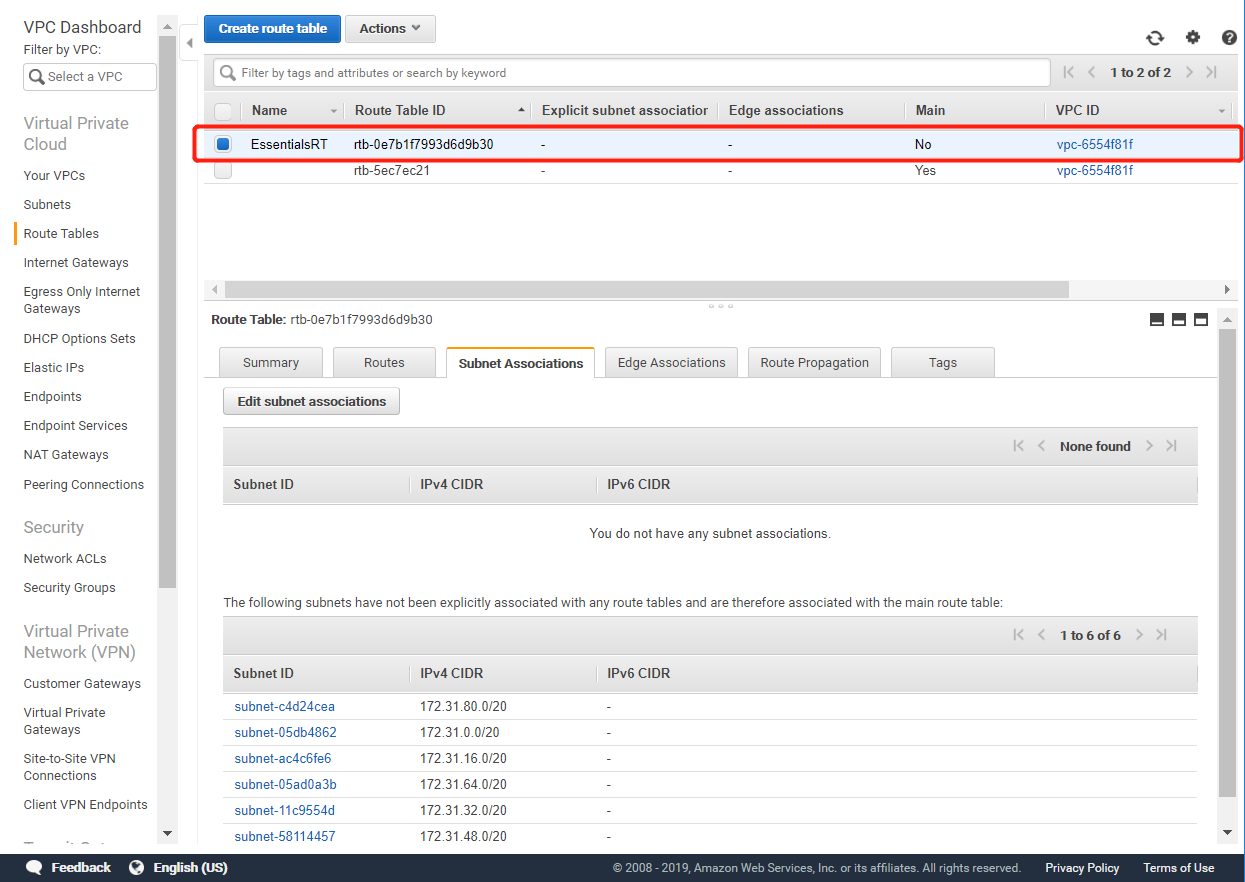 VPC Dashboard
Filter by VPC:
Select a VPC
Virtual Private
Cloud
Your VPCs
Subnets
Route Tables
Internet Gateways
Egress Only Internet
Gateways
DHCP Options Sets
Elastic IPs
Endpoints
Endpoint Services
NAT Gateways
Peering Connections
Security
Network ACLs
Security Groups
Virtual Private
Network (VPN)
Customer Gateways
Virtual Private
Gateways
Site-to-Site VPN
Connections
Client VPN Endpoints
Create route table Actions
Filter by tags and attributes or search by keyword 1 to 2 of 2
Name Route Table ID Explicit subnet association Edge associations Main VPC ID
EssentialsRT rtb-0e7b1f7993d6d9b30 - - No vpc-6554f81f
rtb-5ec7ec21 - - Yes vpc-6554f81f
Route Table: rtb-0e7b1f7993d6d9b30
Summary Routes Subnet Associations Edge Associations Route Propagation Tags
Edit subnet associations
None found
Subnet ID IPv4 CIDR IPv6 CIDR
You do not have any subnet associations.
The following subnets have not been explicitly associated with any route tables and are therefore associated with the main route table:
1 to 6 of 6
Subnet ID IPv4 CIDR IPv6 CIDR
subnet-c4d24cea 172.31.80.0/20 -
subnet-05db4862 172.31.0.0/20 -
subnet-ac4c6fe6 172.31.16.0/20 -
subnet-05ad0a3b 172.31.64.0/20 -
subnet-11c9554d 172.31.32.0/20 -
subnet-58114457 172.31.48.0/20 -
Feedback English (US) © 2008 - 2019, Amazon Web Services, Inc. or its affiliates. All rights reserved. Privacy Policy Terms of Use